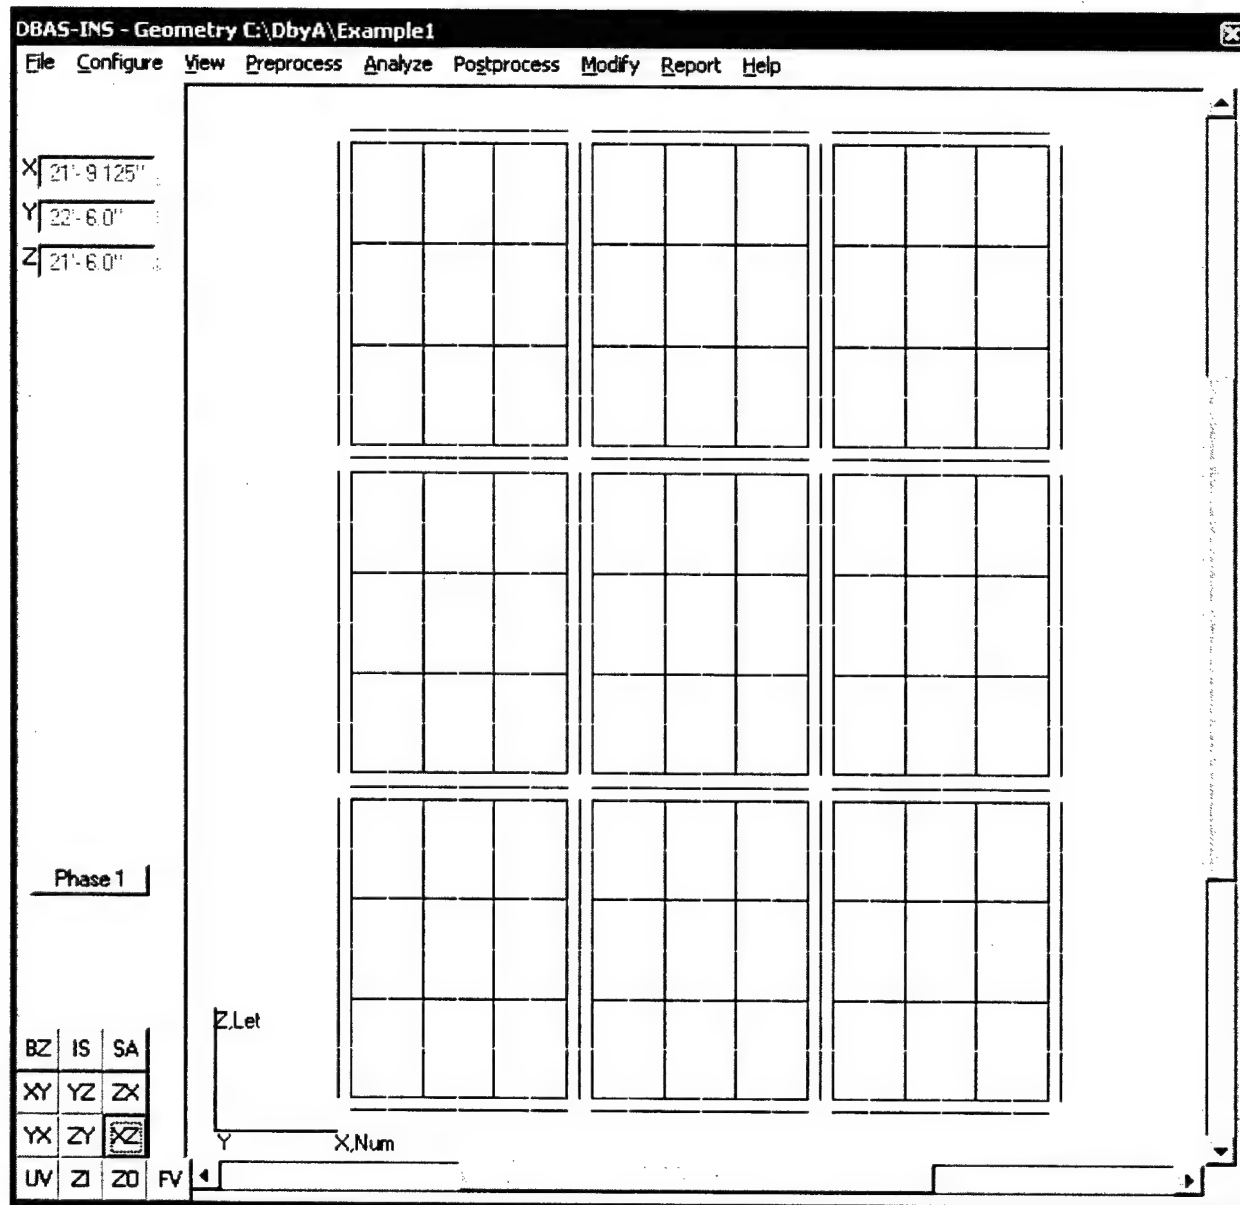 DBAS-INS - Geometry C:\DbyA\Example1
File Configure View Preprocess Analyze Postprocess Modify Report Help
X 21'- 9.125"
Y 22'- 6.0"
Z 21'- 6.0"
Phase 1
Z,Let
BZ IS SA
XY YZ ZX
YX ZY XZ
Y X,Num
UV ZI ZO FV